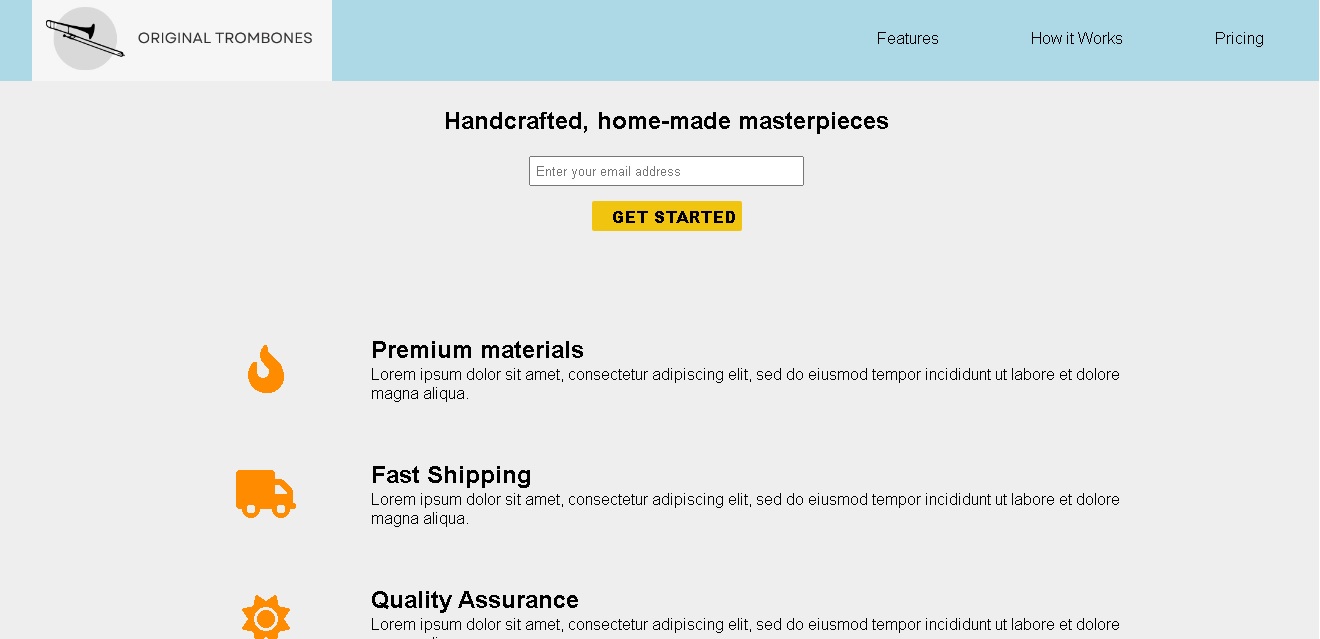 ORIGINAL TROMBONES
Features
How it Works
Pricing
Handcrafted, home-made masterpieces
Enter your email address
GET STARTED
Premium materials
Lorem ipsum dolor sit amet, consectetur adipiscing elit, sed do eiusmod tempor incididunt ut labore et dolore
magna aliqua.
Fast Shipping
Lorem ipsum dolor sit amet, consectetur adipiscing elit, sed do eiusmod tempor incididunt ut labore et dolore
magna aliqua.
Quality Assurance
Lorem ipsum dolor sit amet, consectetur adipiscing elit, sed do eiusmod tempor incididunt ut labore et dolore